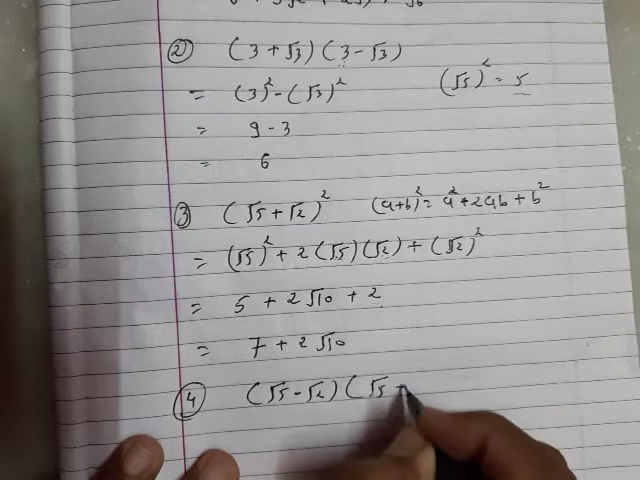 ② (3 + √3) (3 - √3)
= (3)² - (√3)² (√5)² = 5
= 9 - 3
= 6
③ (√5 + √2)² (a+b)² = a² + 2ab + b²
= (√5)² + 2 (√5) (√2) + (√2)²
= 5 + 2√10 + 2
= 7 + 2√10
④ (√5 - √2) (√5